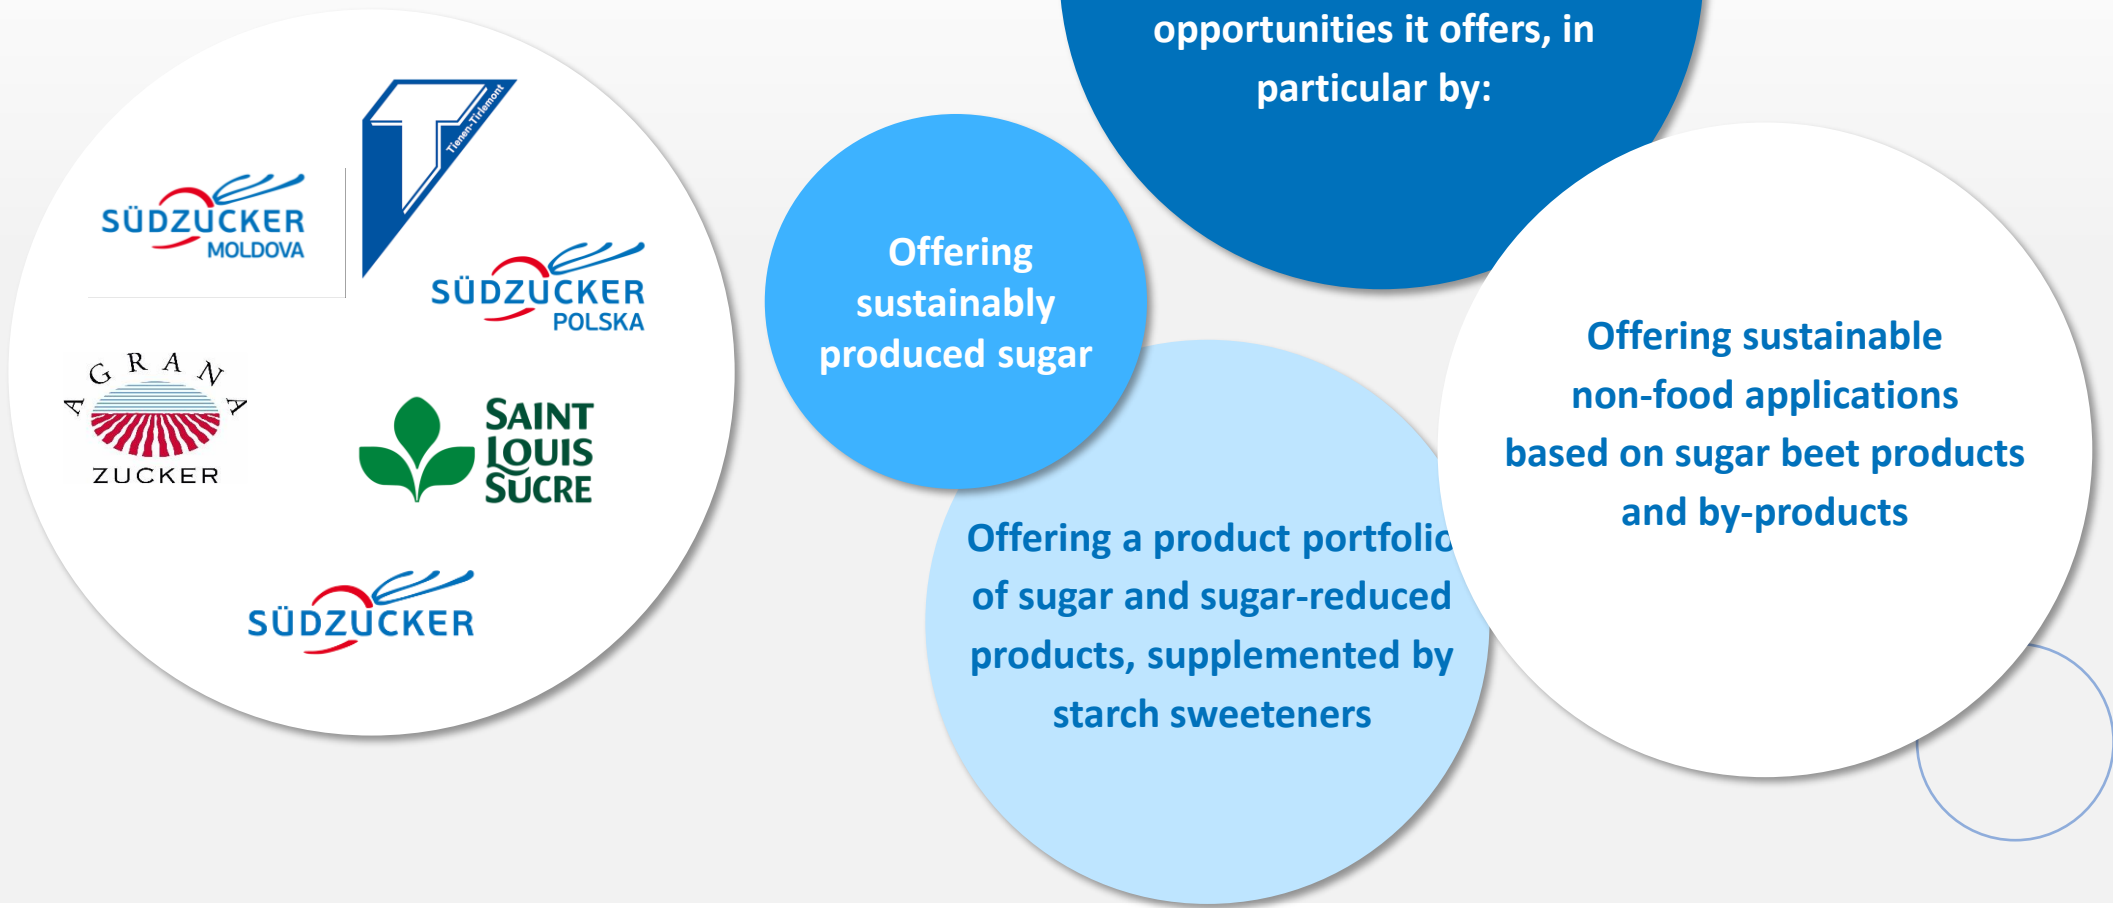 Tienen-Tirlemont
SÜDZUCKER
MOLDOVA
SÜDZUCKER
POLSKA
AGRANA
ZUCKER
SAINT
LOUIS
SUCRE
SÜDZUCKER
opportunities it offers, in
particular by:
Offering
sustainably
produced sugar
Offering a product portfolio
of sugar and sugar-reduced
products, supplemented by
starch sweeteners
Offering sustainable
non-food applications
based on sugar beet products
and by-products